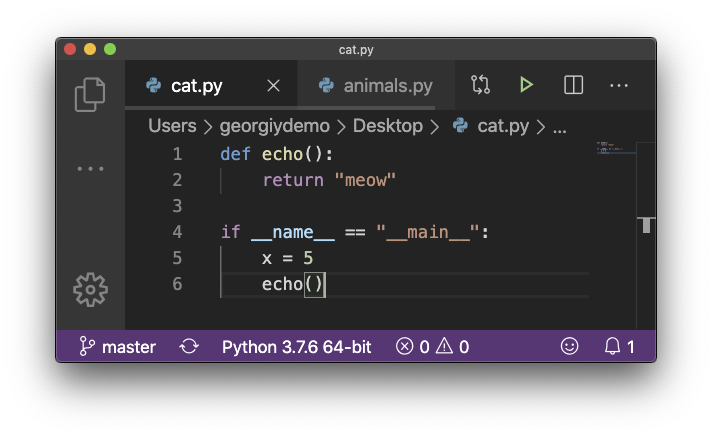 cat.py
cat.py animals.py
Users > georgiydemo > Desktop > cat.py > ...
1 def echo():
2     return "meow"
3
4 if __name__ == "__main__":
5     x = 5
6     echo()
master Python 3.7.6 64-bit 0 0 1